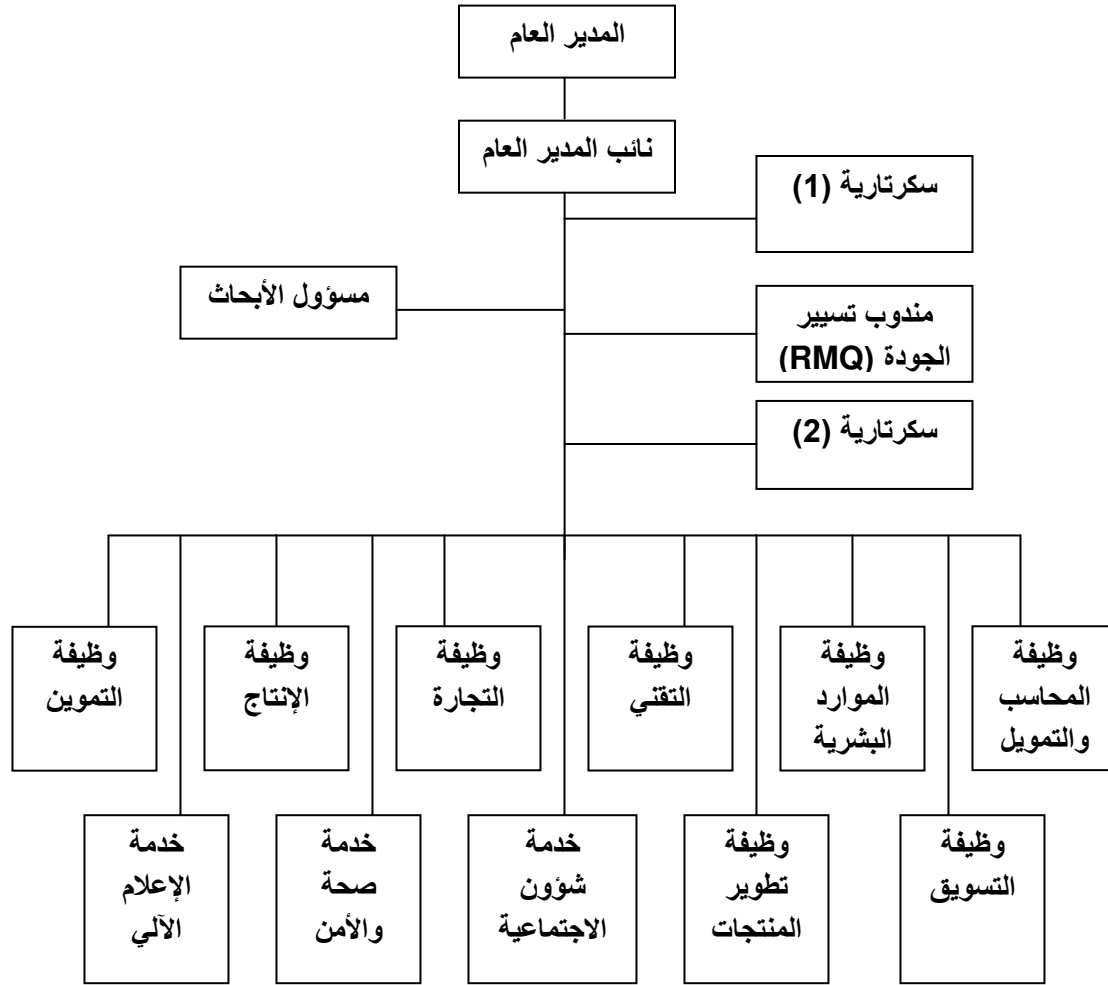 المدير العام
نائب المدير العام
سكرتارية (1)
مسؤول الأبحاث
مندوب تسيير
الجودة (RMQ)
سكرتارية (2)
وظيفة
المحاسب
والتمويل
وظيفة
الموارد
البشرية
وظيفة
التقني
وظيفة
التجارة
وظيفة
الإنتاج
وظيفة
التموين
وظيفة
التسويق
وظيفة
تطوير
المنتجات
خدمة
شؤون
الاجتماعية
خدمة
صحة
والأمن
خدمة
الإعلام
الآلي